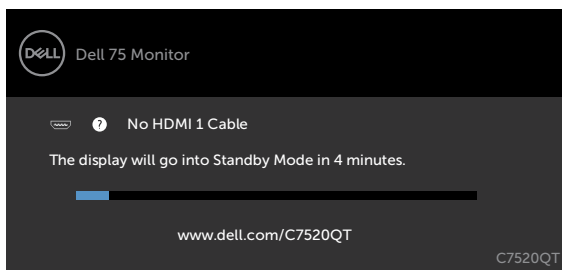 DELL
Dell 75 Monitor
? No HDMI 1 Cable
The display will go into Standby Mode in 4 minutes.
www.dell.com/C7520QT
C7520QT